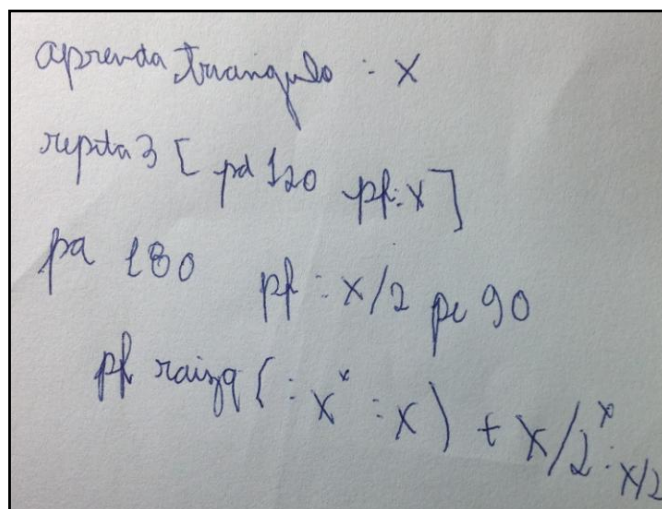 aprenda triangulo :x
repita 3 [ pd 120 pf :x ]
pa 180 pf :x/2 pe 90
pf raizq (:x* :x) + x/2* :x/2